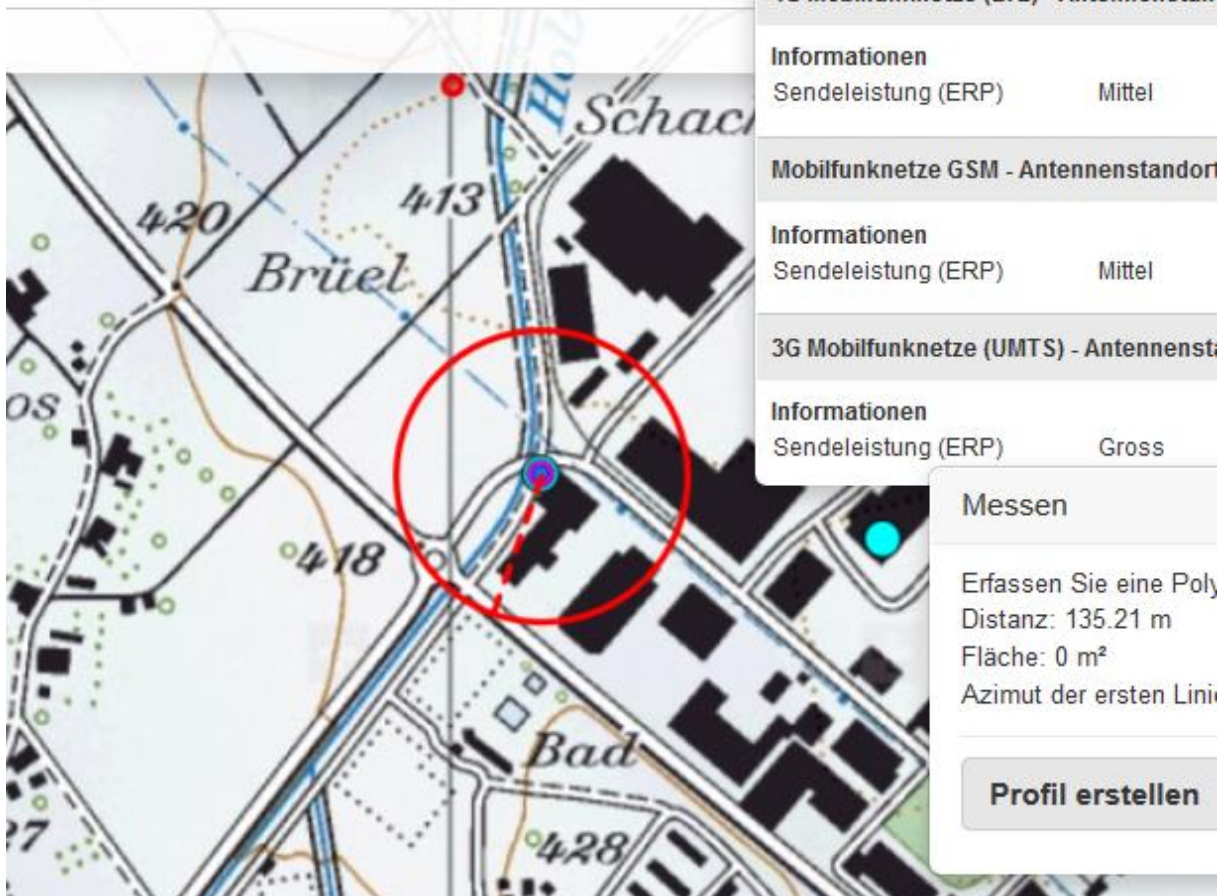 Informationen
Sendeleistung (ERP) Mittel
Mobilfunknetze GSM - Antennenstandort
Informationen
Sendeleistung (ERP) Mittel
3G Mobilfunknetze (UMTS) - Antennensta
Informationen
Sendeleistung (ERP) Gross
Messen
Erfassen Sie eine Poly
Distanz: 135.21 m
Fläche: 0 m²
Azimut der ersten Linie
Profil erstellen
Schach
413
420
Brüel
os
418
Bad
27
428